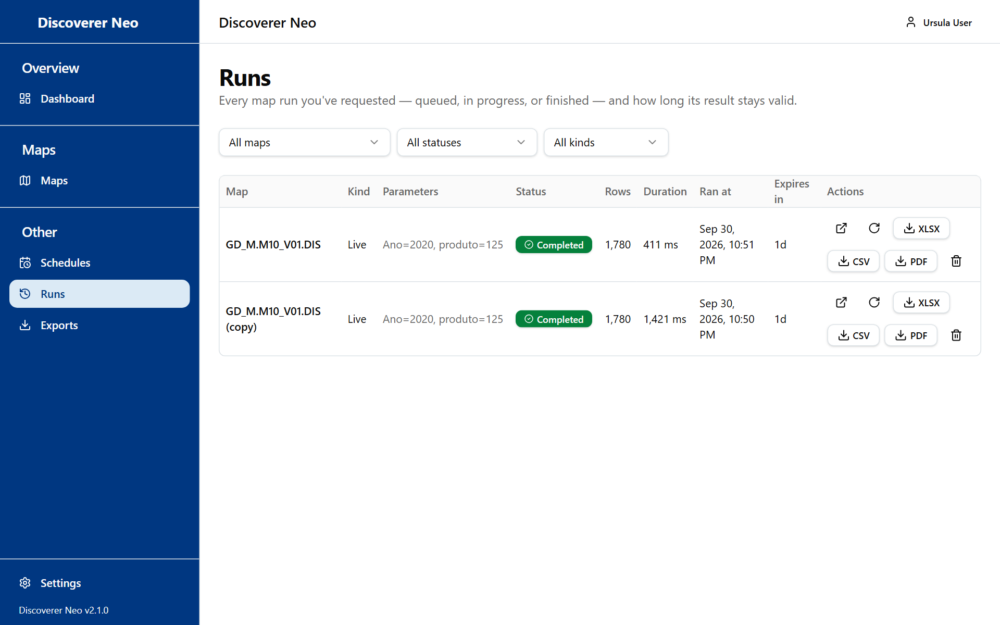 Discoverer Neo
Overview
Dashboard
Maps
Maps
Other
Schedules
Runs
Exports
Settings
Discoverer Neo v2.1.0
Discoverer Neo
Ursula User
Runs
Every map run you've requested — queued, in progress, or finished — and how long its result stays valid.
All maps
All statuses
All kinds
Map Kind Parameters Status Rows Duration Ran at Expires in Actions
GD_M.M10_V01.DIS Live Ano=2020, produto=125 Completed 1,780 411 ms Sep 30, 2026, 10:51 PM 1d XLSX
CSV PDF
GD_M.M10_V01.DIS (copy) Live Ano=2020, produto=125 Completed 1,780 1,421 ms Sep 30, 2026, 10:50 PM 1d XLSX
CSV PDF